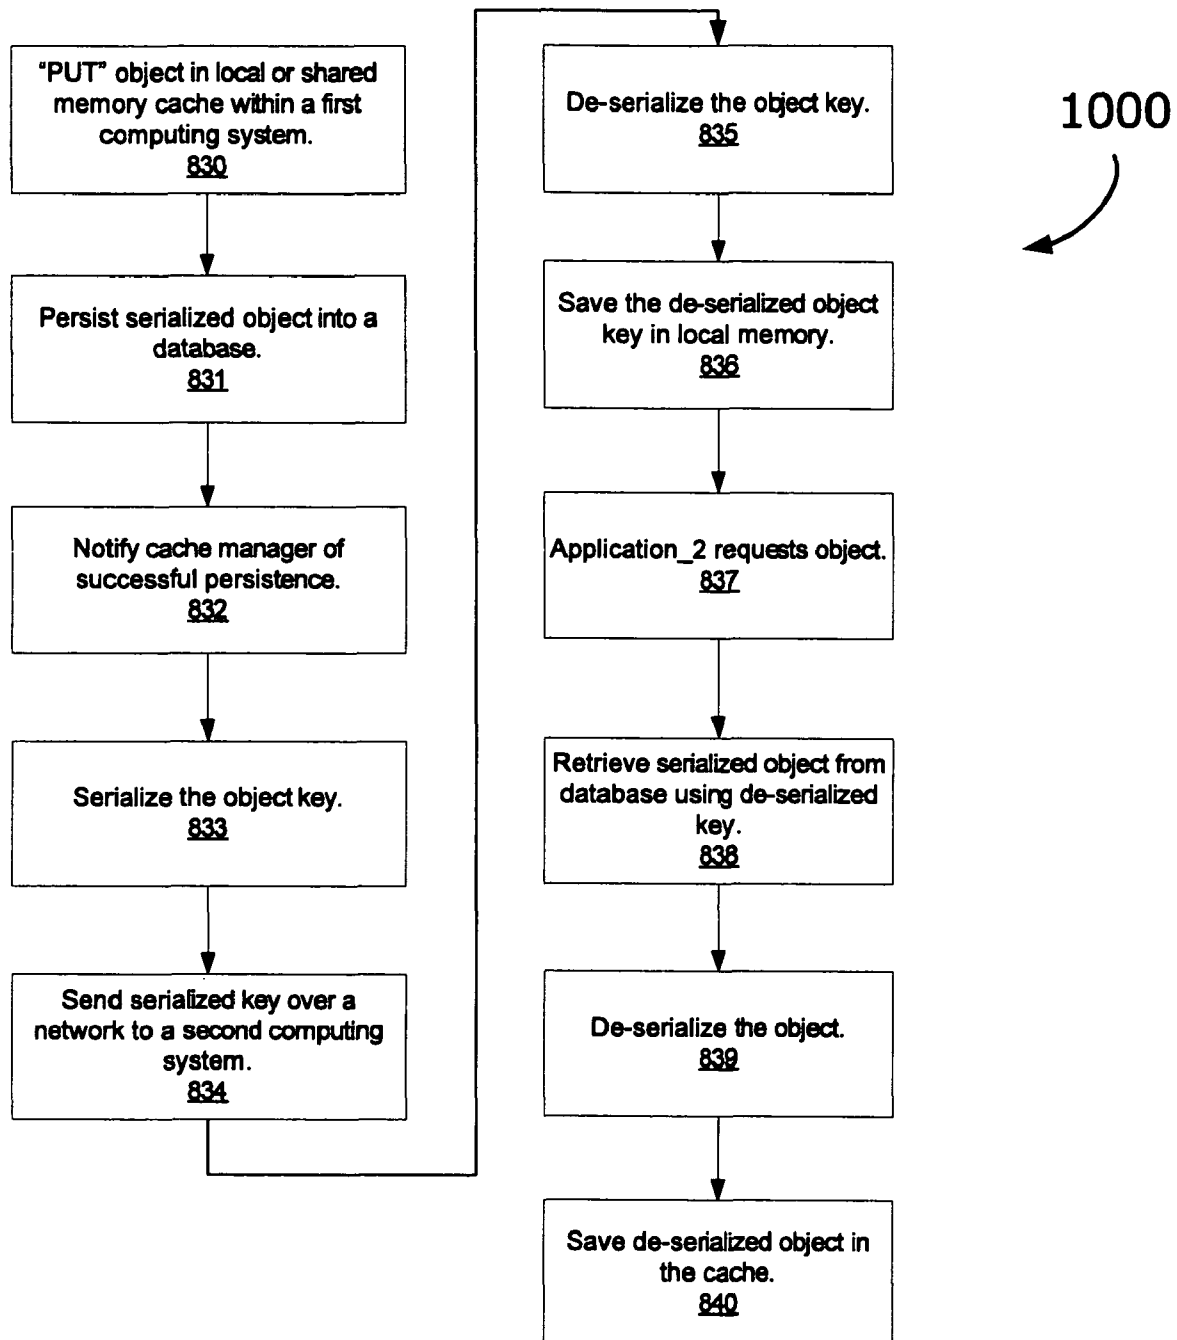 "PUT" object in local or shared
memory cache within a first
computing system.
830
Persist serialized object into a
database.
831
Notify cache manager of
successful persistence.
832
Serialize the object key.
833
Send serialized key over a
network to a second computing
system.
834
De-serialize the object key.
835
Save the de-serialized object
key in local memory.
836
Application_2 requests object.
837
Retrieve serialized object from
database using de-serialized
key.
838
De-serialize the object.
839
Save de-serialized object in
the cache.
840
1000